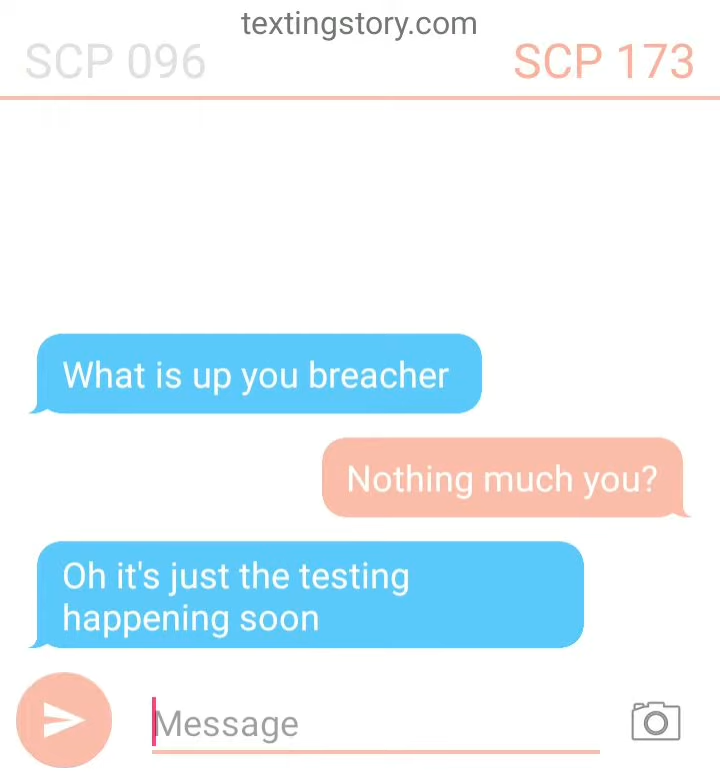 textingstory.com
SCP 096
SCP 173
What is up you breacher
Nothing much you?
Oh it's just the testing
happening soon
Message